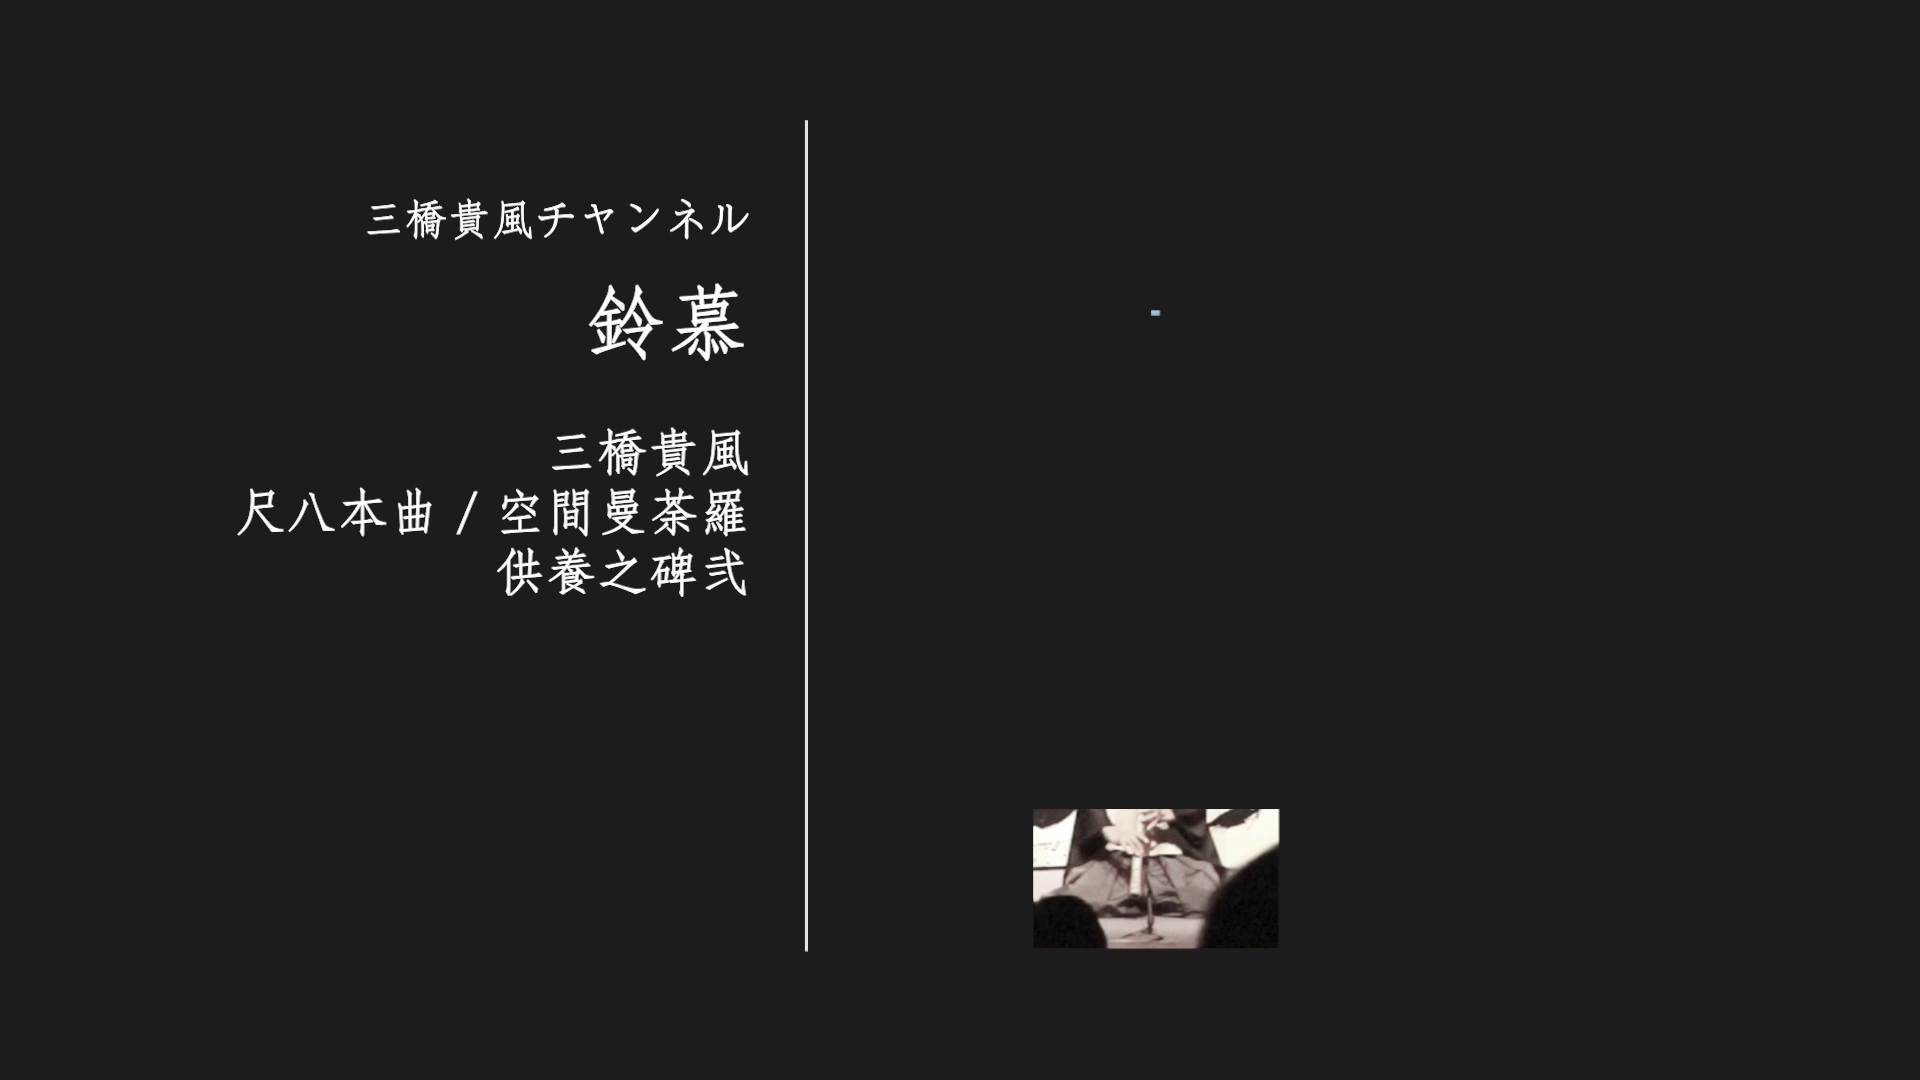 三橋貴風チャンネル
鈴慕
三橋貴風
尺八本曲 / 空間曼荼羅
供養之碑弐